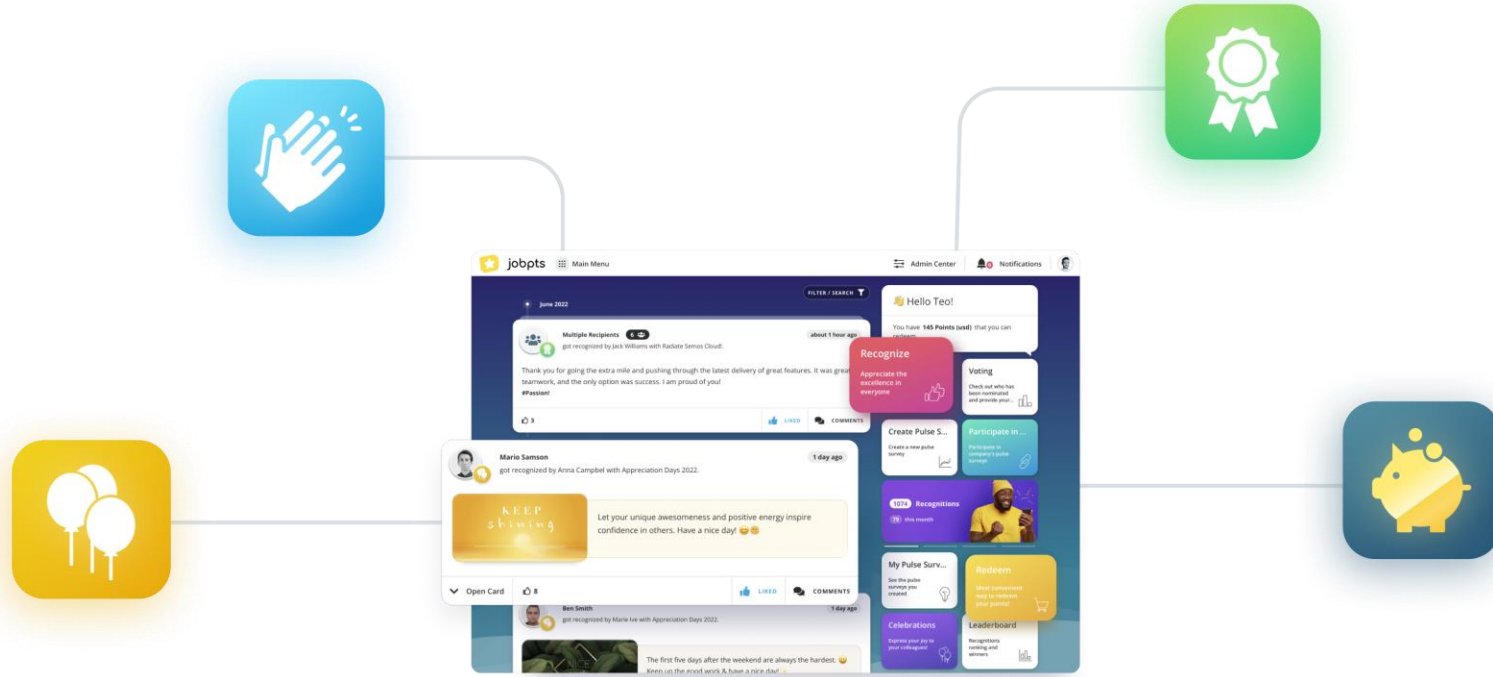 jobpts
Main Menu
Admin Center
0
Notifications
FILTER / SEARCH
June 2022
Multiple Recipients 6
about 1 hour ago
got recognized by Jack Williams with Radiate Semos Cloud!.
Thank you for going the extra mile and pushing through the latest delivery of great features. It was great
teamwork, and the only option was success. I am proud of you!
#Passion!
3
LIKED
COMMENTS
Mario Samson
1 day ago
got recognized by Anna Campbel with Appreciation Days 2022.
KEEP
shining
Let your unique awesomeness and positive energy inspire
confidence in others. Have a nice day! 😄😊
Open Card
8
LIKED
COMMENTS
Ben Smith
1 day ago
got recognized by Marie Ive with Appreciation Days 2022.
The first five days after the weekend are always the hardest. 😄
Keep up the good work & have a nice day!
👋 Hello Teo!
You have 145 Points (usd) that you can
redeem
Recognize
Appreciate the
excellence in
everyone
Voting
Check out who has
been nominated
and provide your...
Create Pulse S...
Create a new pulse
survey
Participate in ...
Participate in
company's pulse
surveys
1074 Recognitions
79 this month
My Pulse Surv...
See the pulse
surveys you
created
Redeem
Most convenient
way to redeem
your points!
Celebrations
Express your joy to
your colleagues!
Leaderboard
Recognitions
ranking and
winners